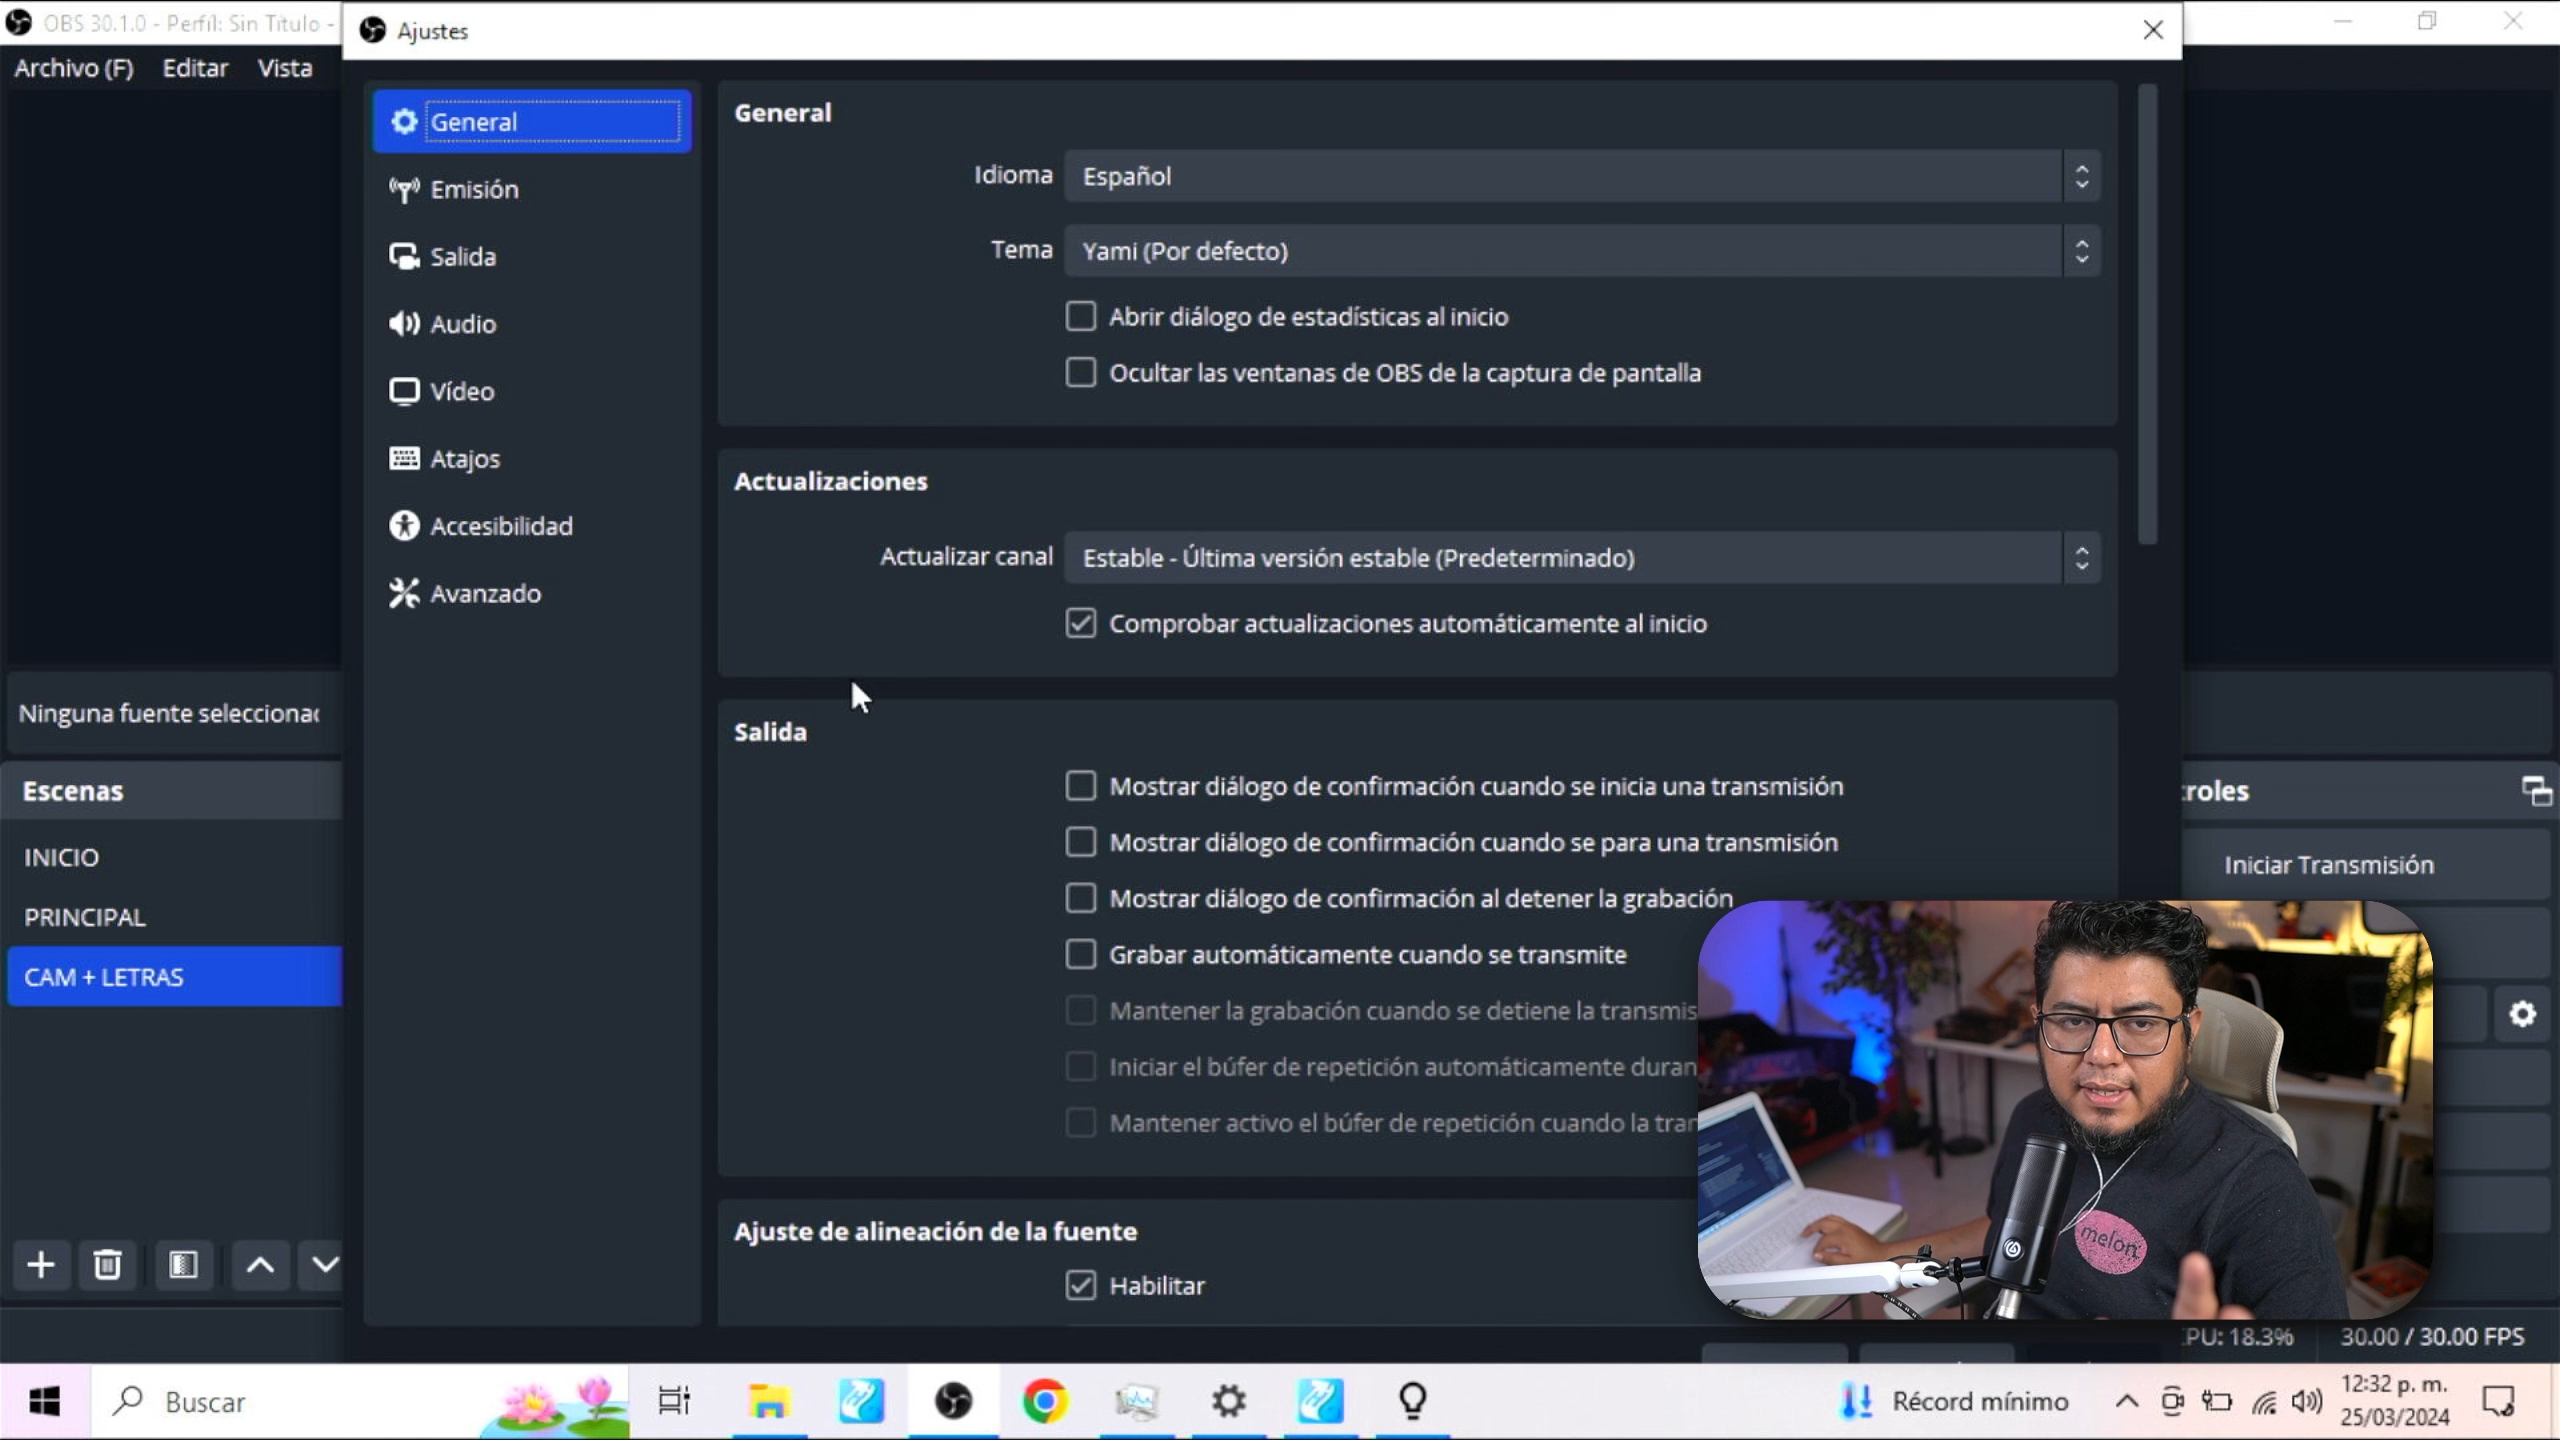 OBS 30.1.0 - Perfil: Sin Título -
Ajustes
Archivo (F) Editar Vista
General
Emisión
Salida
Audio
Vídeo
Atajos
Accesibilidad
Avanzado
General
Idioma Español
Tema Yami (Por defecto)
Abrir diálogo de estadísticas al inicio
Ocultar las ventanas de OBS de la captura de pantalla
Actualizaciones
Actualizar canal Estable - Última versión estable (Predeterminado)
Comprobar actualizaciones automáticamente al inicio
Salida
Mostrar diálogo de confirmación cuando se inicia una transmisión
Mostrar diálogo de confirmación cuando se para una transmisión
Mostrar diálogo de confirmación al detener la grabación
Grabar automáticamente cuando se transmite
Mantener la grabación cuando se detiene la transmis
Iniciar el búfer de repetición automáticamente duran
Mantener activo el búfer de repetición cuando la tran
Ajuste de alineación de la fuente
Habilitar
Ninguna fuente seleccionad
Escenas
INICIO
PRINCIPAL
CAM + LETRAS
troles
Iniciar Transmisión
melon
CPU: 18.3% 30.00 / 30.00 FPS
Buscar
Récord mínimo
12:32 p. m.
25/03/2024